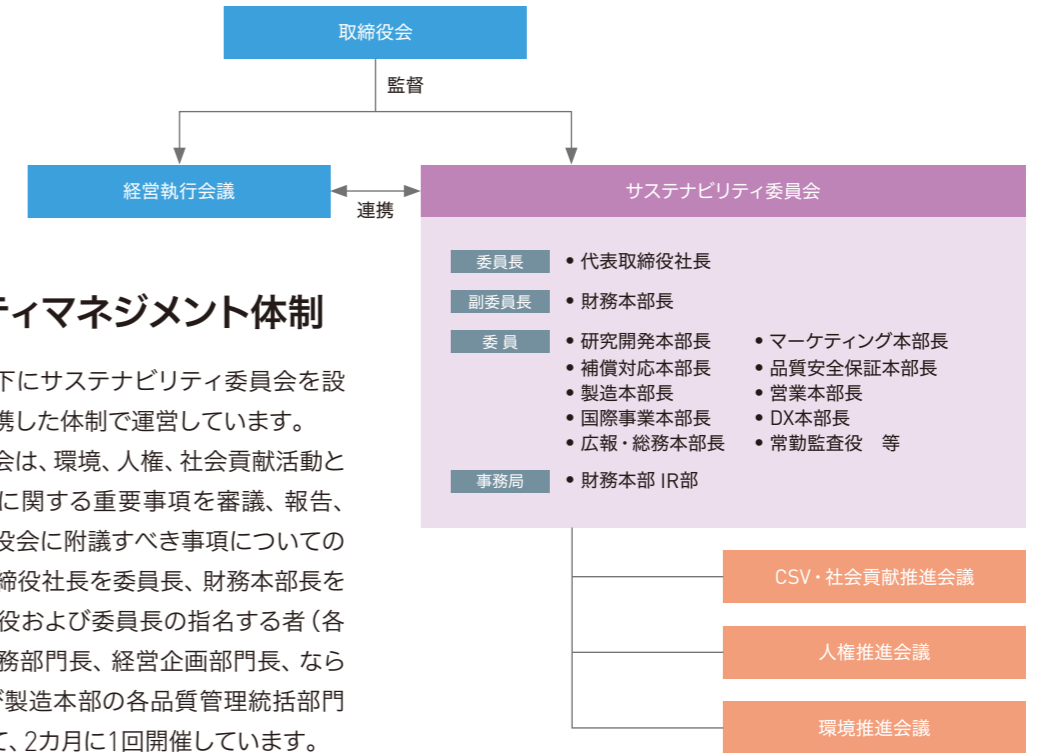 取締役会
監督
経営執行会議
連携
サステナビリティ委員会
委員長
• 代表取締役社長
副委員長
• 財務本部長
委 員
• 研究開発本部長
• 補償対応本部長
• 製造本部長
• 国際事業本部長
• 広報・総務本部長
• マーケティング本部長
• 品質安全保証本部長
• 営業本部長
• DX本部長
• 常勤監査役 等
事務局
• 財務本部 IR部
CSV・社会貢献推進会議
人権推進会議
環境推進会議
ティマネジメント体制
下にサステナビリティ委員会を設
携した体制で運営しています。
会は、環境、人権、社会貢献活動と
に関する重要事項を審議、報告、
役会に附議すべき事項についての
締役社長を委員長、財務本部長を
役および委員長の指名する者（各
務部門長、経営企画部門長、なら
製造本部の各品質管理統括部門
て、2カ月に1回開催しています。